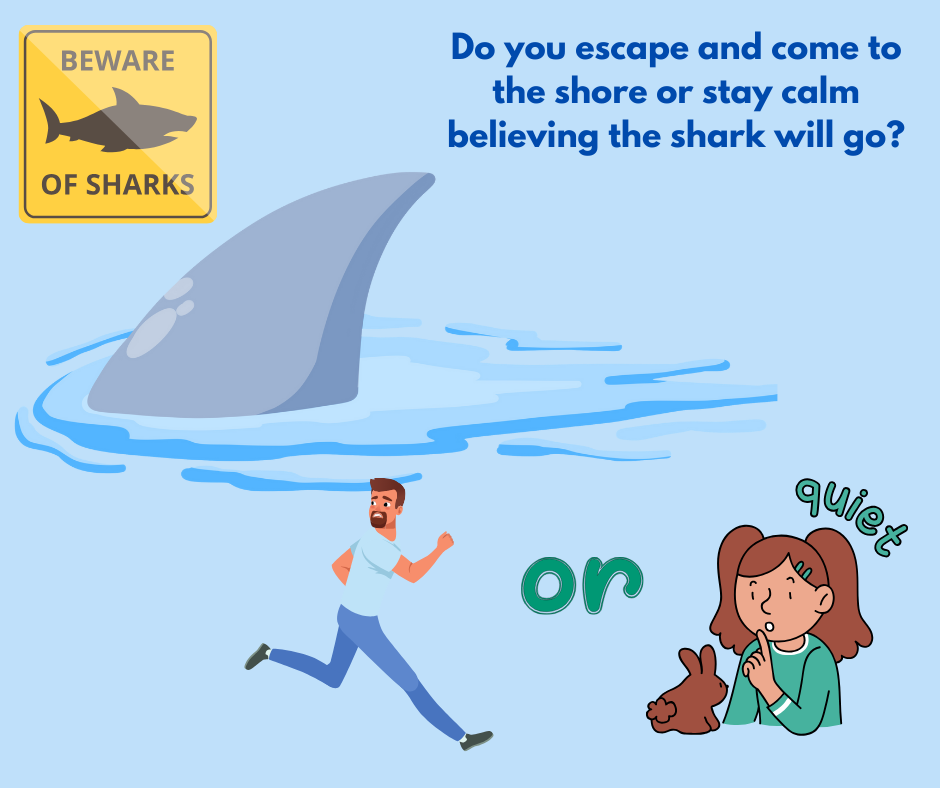 BEWARE
OF SHARKS
Do you escape and come to
the shore or stay calm
believing the shark will go?
or
quiet